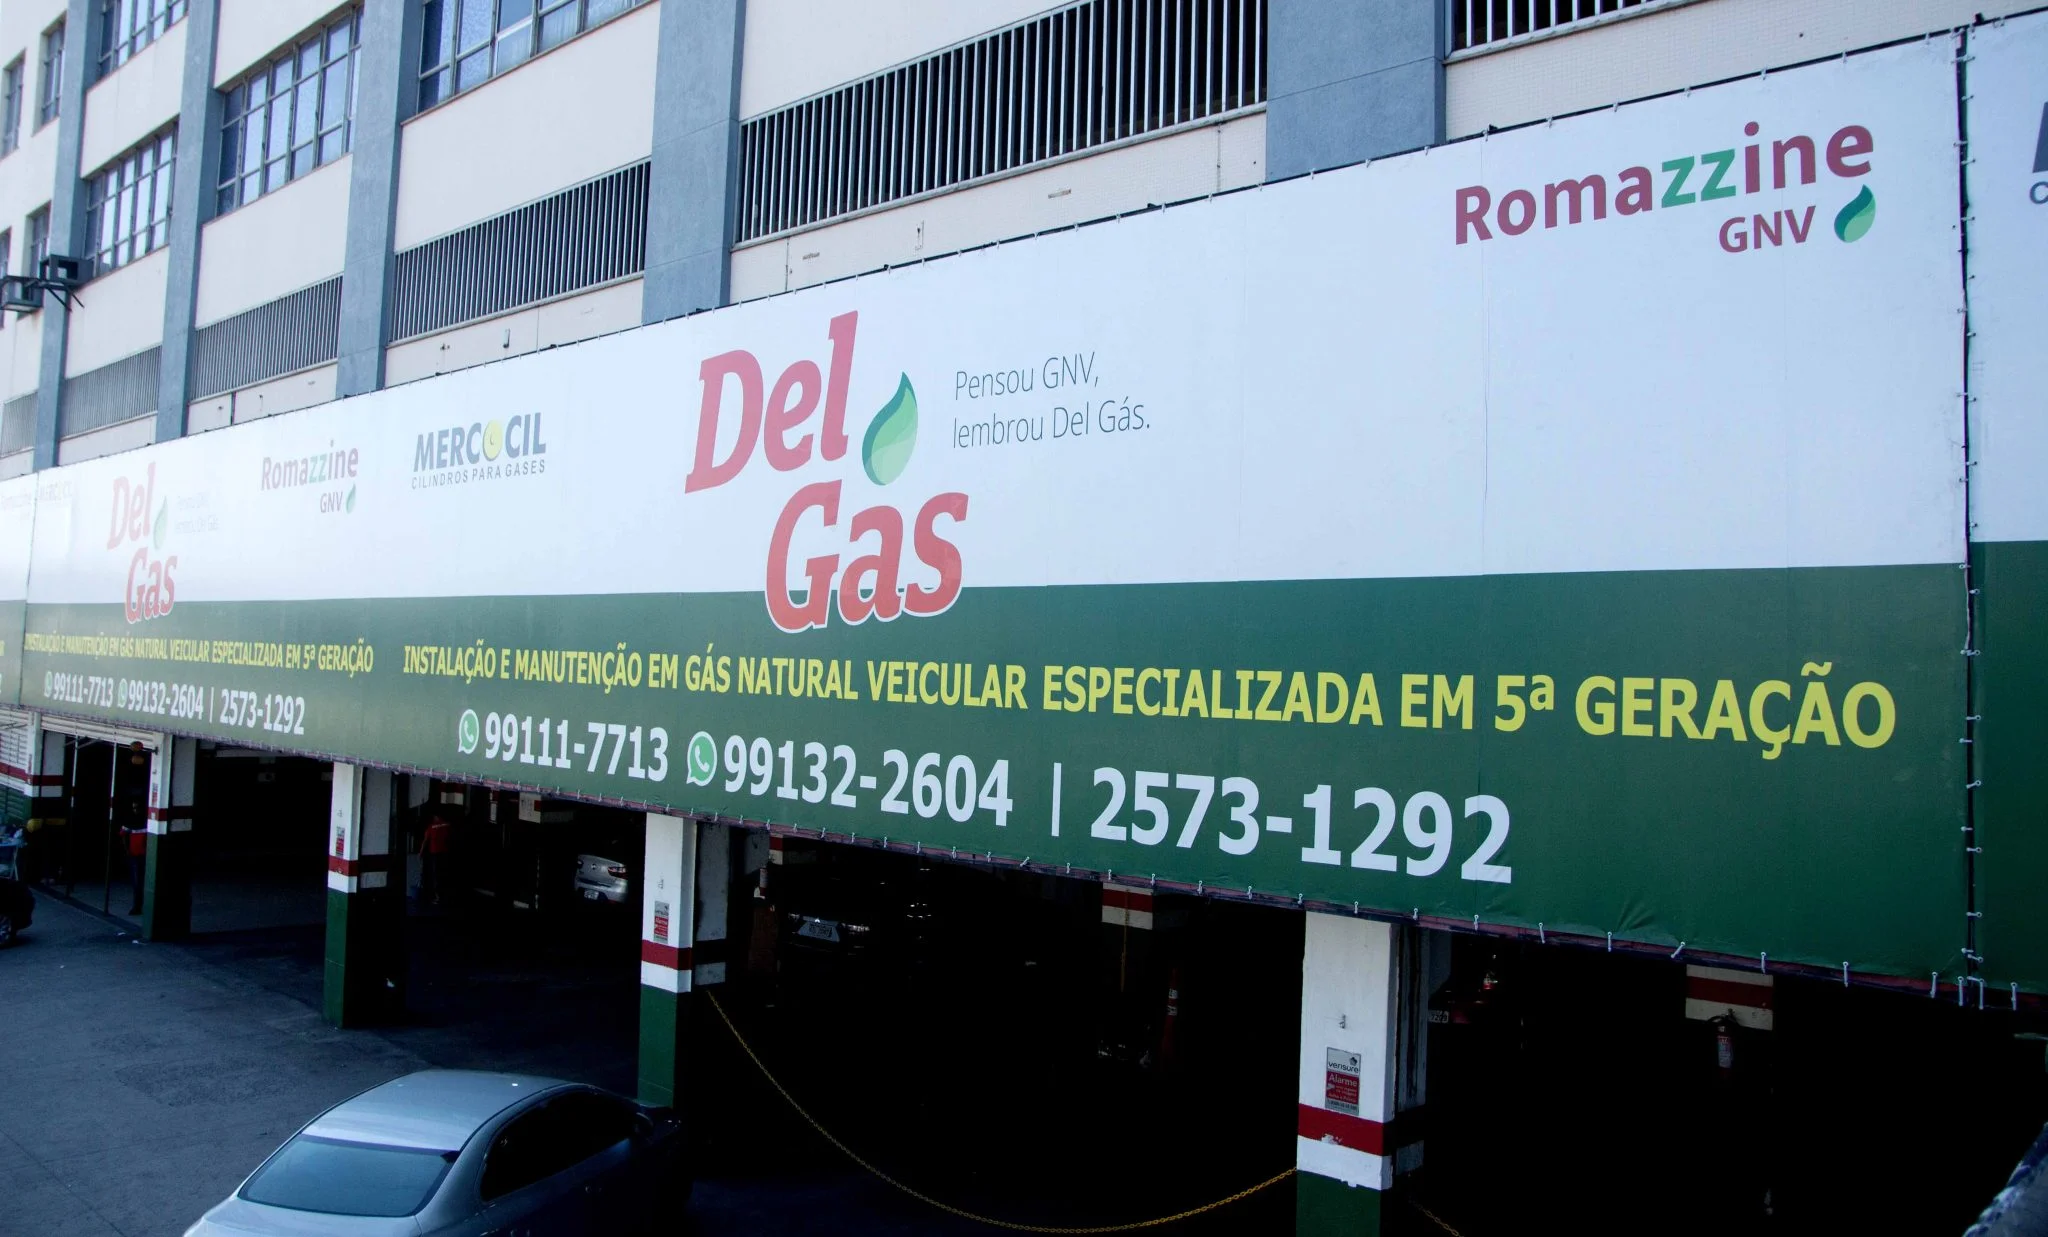 Romazzine
GNV
Del
Gas
Pensou GNV,
lembrou Del Gás.
INSTALAÇÃO E MANUTENÇÃO EM GÁS NATURAL VEICULAR ESPECIALIZADA EM 5ª GERAÇÃO
99111-7713 99132-2604 | 2573-1292
MERCOCIL
CILINDROS PARA GASES
Romazzine
GNV
Del
Gas
INSTALAÇÃO E MANUTENÇÃO EM GÁS NATURAL VEICULAR ESPECIALIZADA EM 5ª GERAÇÃO
99111-7713 99132-2604 | 2573-1292
verisure
Alarme